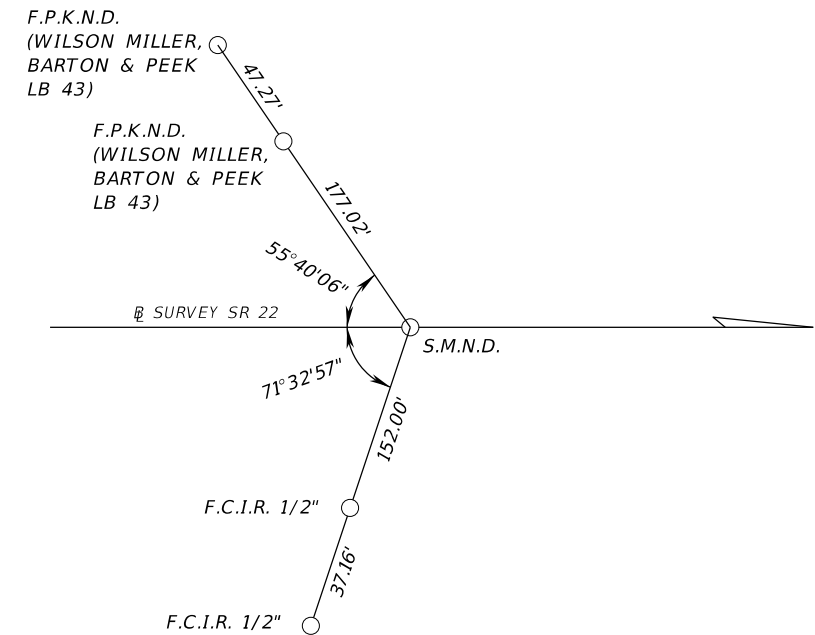 F.P.K.N.D.
(WILSON MILLER,
BARTON & PEEK
LB 43)
47.27'
F.P.K.N.D.
(WILSON MILLER,
BARTON & PEEK
LB 43)
177.02'
55°40'06"
℄ SURVEY SR 22
S.M.N.D.
71°32'57"
152.00'
F.C.I.R. 1/2"
37.16'
F.C.I.R. 1/2"